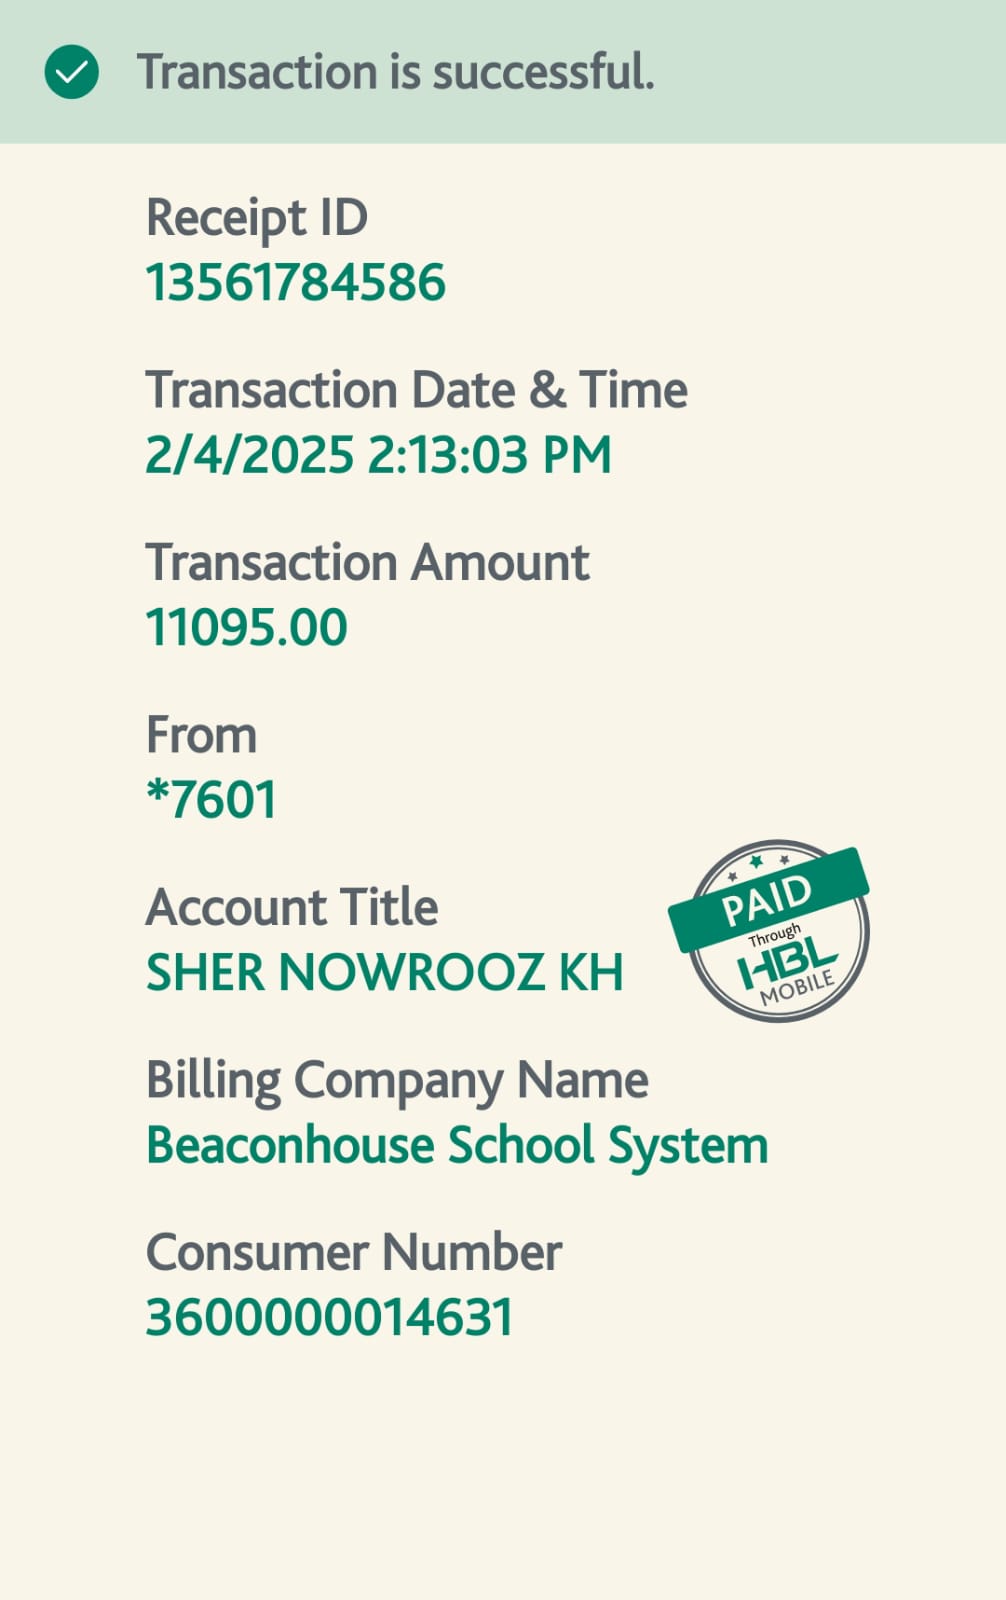 Transaction is successful.
Receipt ID
13561784586
Transaction Date & Time
2/4/2025 2:13:03 PM
Transaction Amount
11095.00
From
*7601
Account Title
SHER NOWROOZ KH
PAID
Through
HBL
MOBILE
Billing Company Name
Beaconhouse School System
Consumer Number
3600000014631